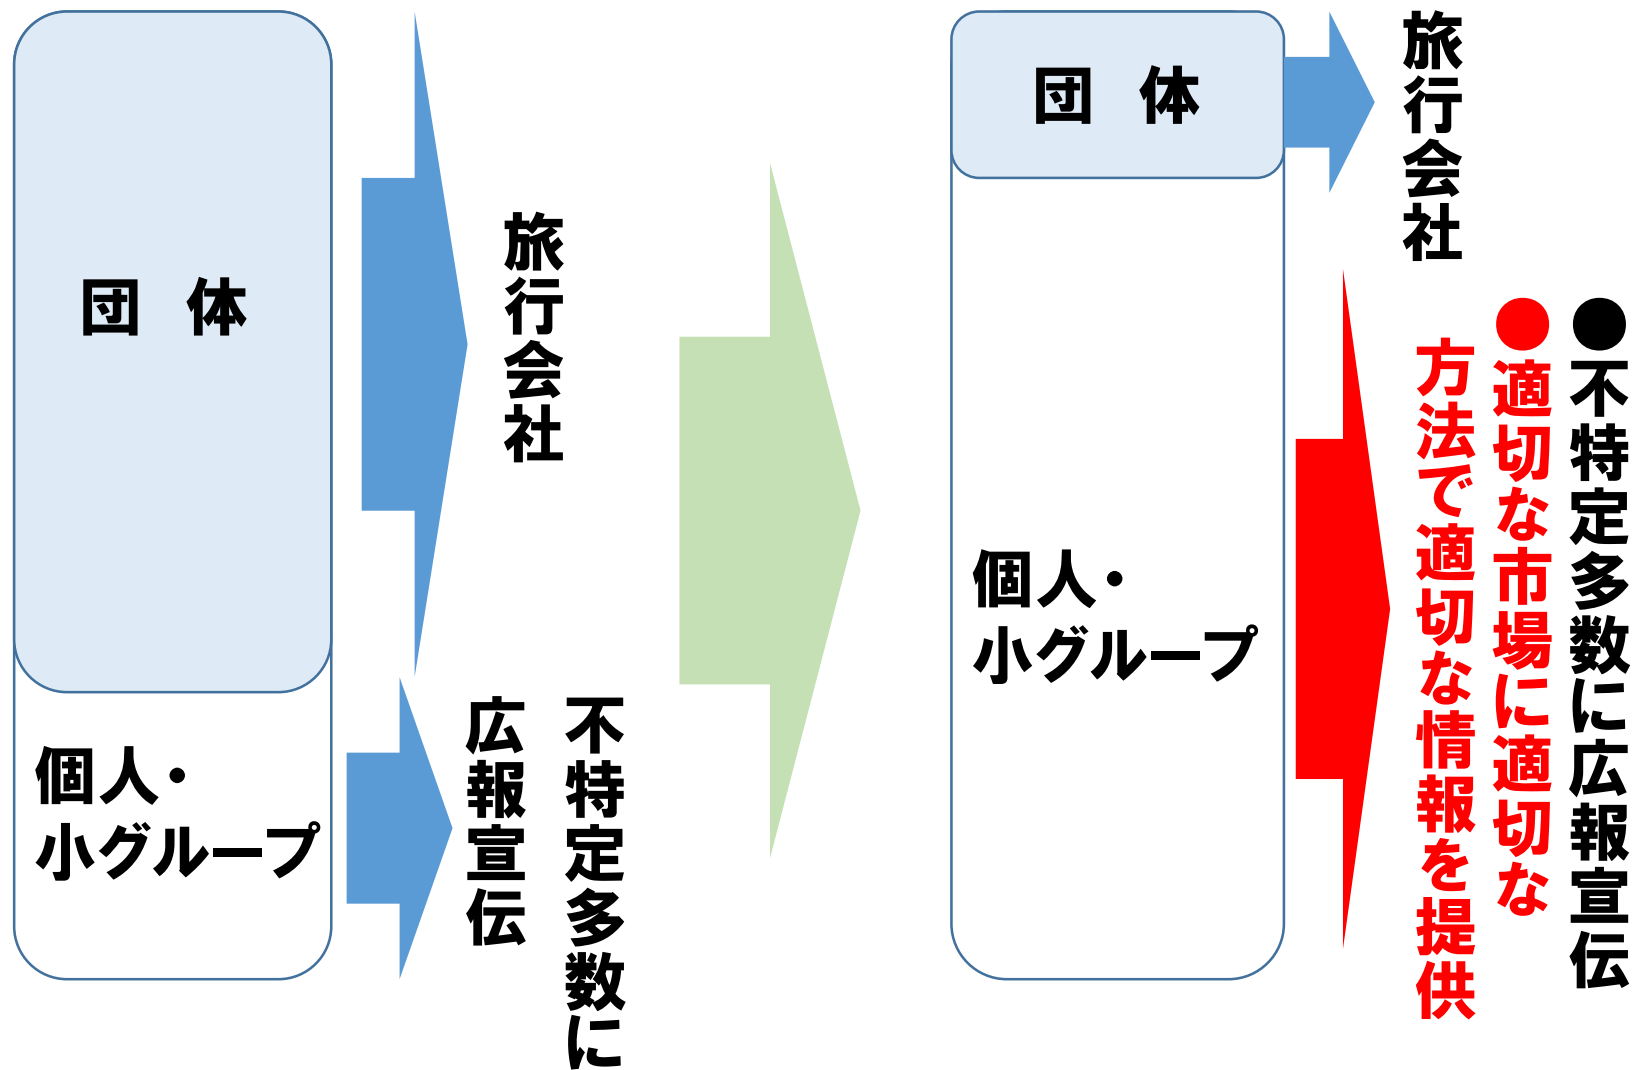 団 体
個人・
小グループ
旅行会社
不特定多数に
広報宣伝
団 体
個人・
小グループ
旅行会社
●不特定多数に広報宣伝
●適切な市場に適切な
方法で適切な情報を提供